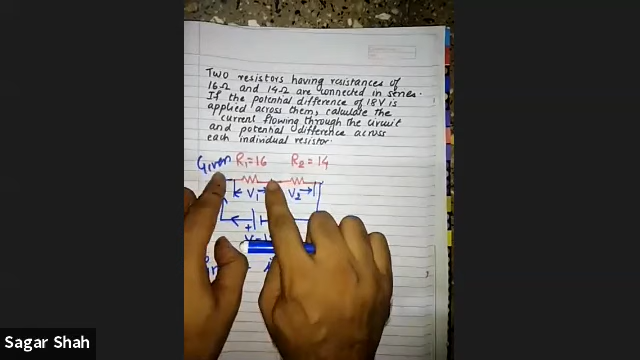 Two resistors having resistances of
16Ω and 14Ω are connected in series.
If the potential difference of 18V is
applied across them, calculate the
current flowing through the circuit
and potential difference across
each individual resistor.
Given R1=16 R2=14
V1 V2
+
Sagar Shah